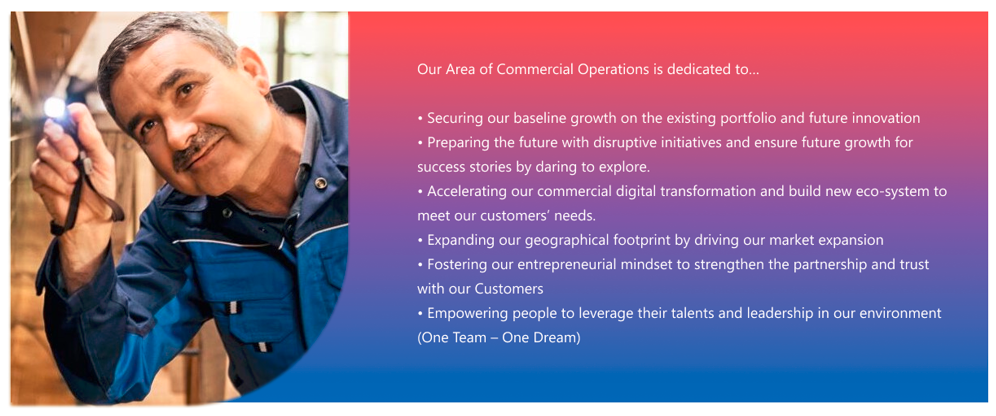 Our Area of Commercial Operations is dedicated to...
• Securing our baseline growth on the existing portfolio and future innovation
• Preparing the future with disruptive initiatives and ensure future growth for
success stories by daring to explore.
• Accelerating our commercial digital transformation and build new eco-system to
meet our customers’ needs.
• Expanding our geographical footprint by driving our market expansion
• Fostering our entrepreneurial mindset to strengthen the partnership and trust
with our Customers
• Empowering people to leverage their talents and leadership in our environment
(One Team – One Dream)